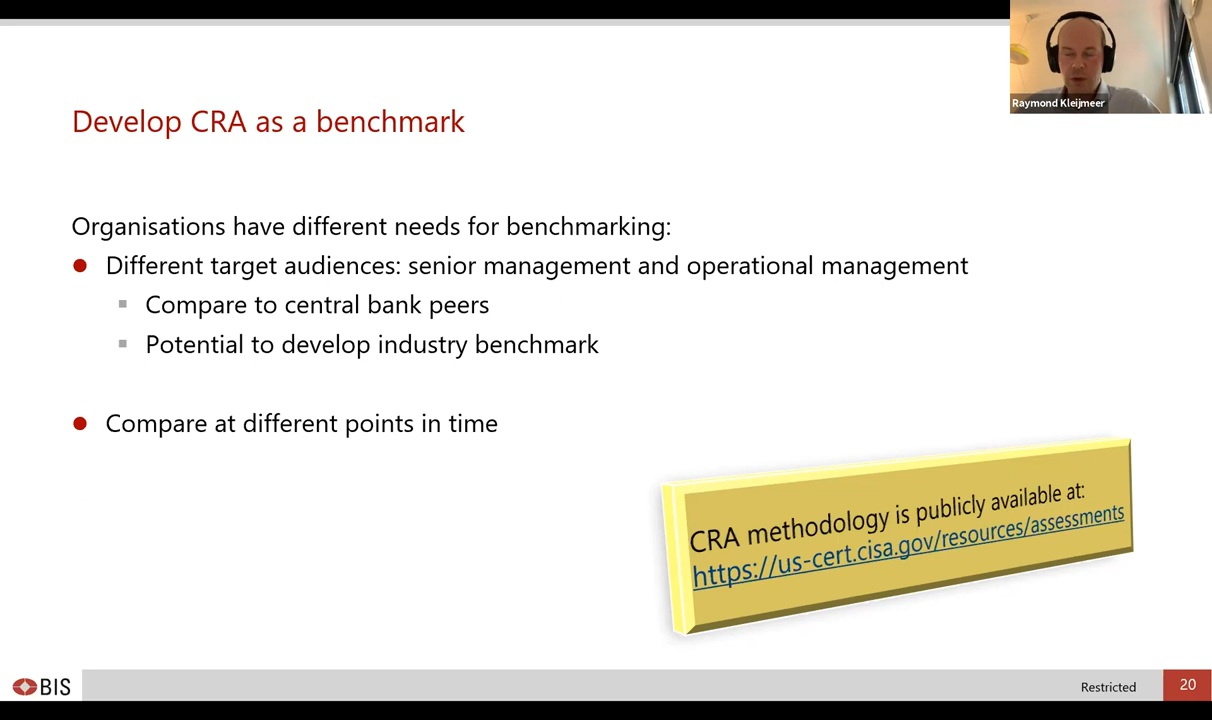 Raymond Kleijmeer
Develop CRA as a benchmark
Organisations have different needs for benchmarking:
Different target audiences: senior management and operational management
Compare to central bank peers
Potential to develop industry benchmark
Compare at different points in time
CRA methodology is publicly available at:
https://us-cert.cisa.gov/resources/assessments
BIS
Restricted
20